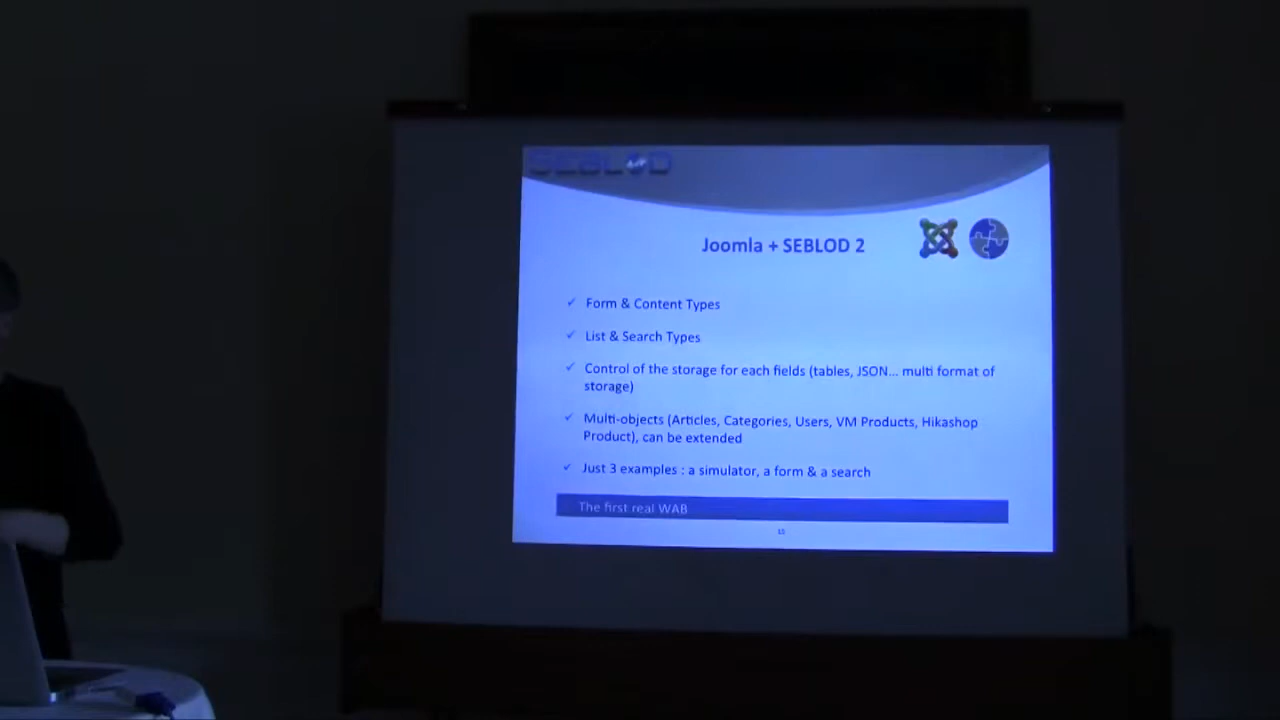 SEBLOD
Joomla + SEBLOD 2
✓ Form & Content Types
✓ List & Search Types
✓ Control of the storage for each fields (tables, JSON... multi format of
storage)
✓ Multi-objects (Articles, Categories, Users, VM Products, Hikashop
Product), can be extended
✓ Just 3 examples : a simulator, a form & a search
The first real WAB
15